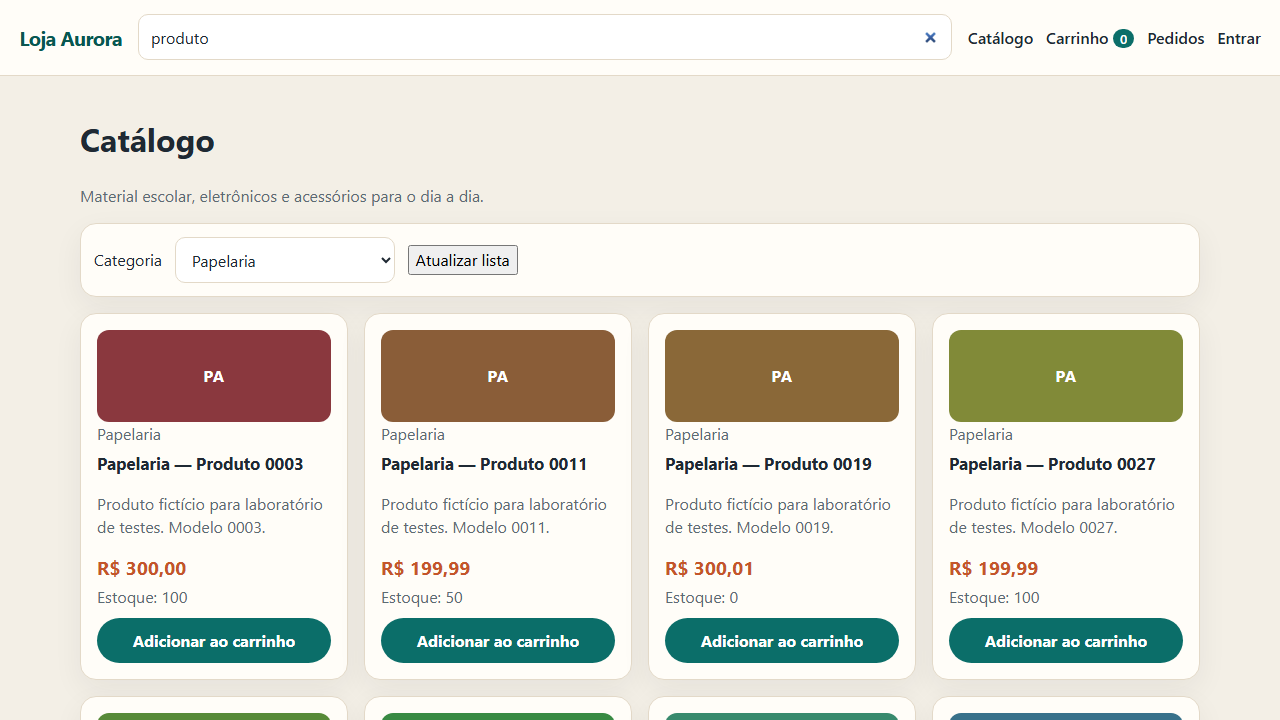 Loja Aurora
produto
Catálogo
Carrinho 0
Pedidos
Entrar
Catálogo
Material escolar, eletrônicos e acessórios para o dia a dia.
Categoria
Papelaria
Atualizar lista
PA
Papelaria
Papelaria — Produto 0003
Produto fictício para laboratório
de testes. Modelo 0003.
R$ 300,00
Estoque: 100
Adicionar ao carrinho
PA
Papelaria
Papelaria — Produto 0011
Produto fictício para laboratório
de testes. Modelo 0011.
R$ 199,99
Estoque: 50
Adicionar ao carrinho
PA
Papelaria
Papelaria — Produto 0019
Produto fictício para laboratório
de testes. Modelo 0019.
R$ 300,01
Estoque: 0
Adicionar ao carrinho
PA
Papelaria
Papelaria — Produto 0027
Produto fictício para laboratório
de testes. Modelo 0027.
R$ 199,99
Estoque: 100
Adicionar ao carrinho